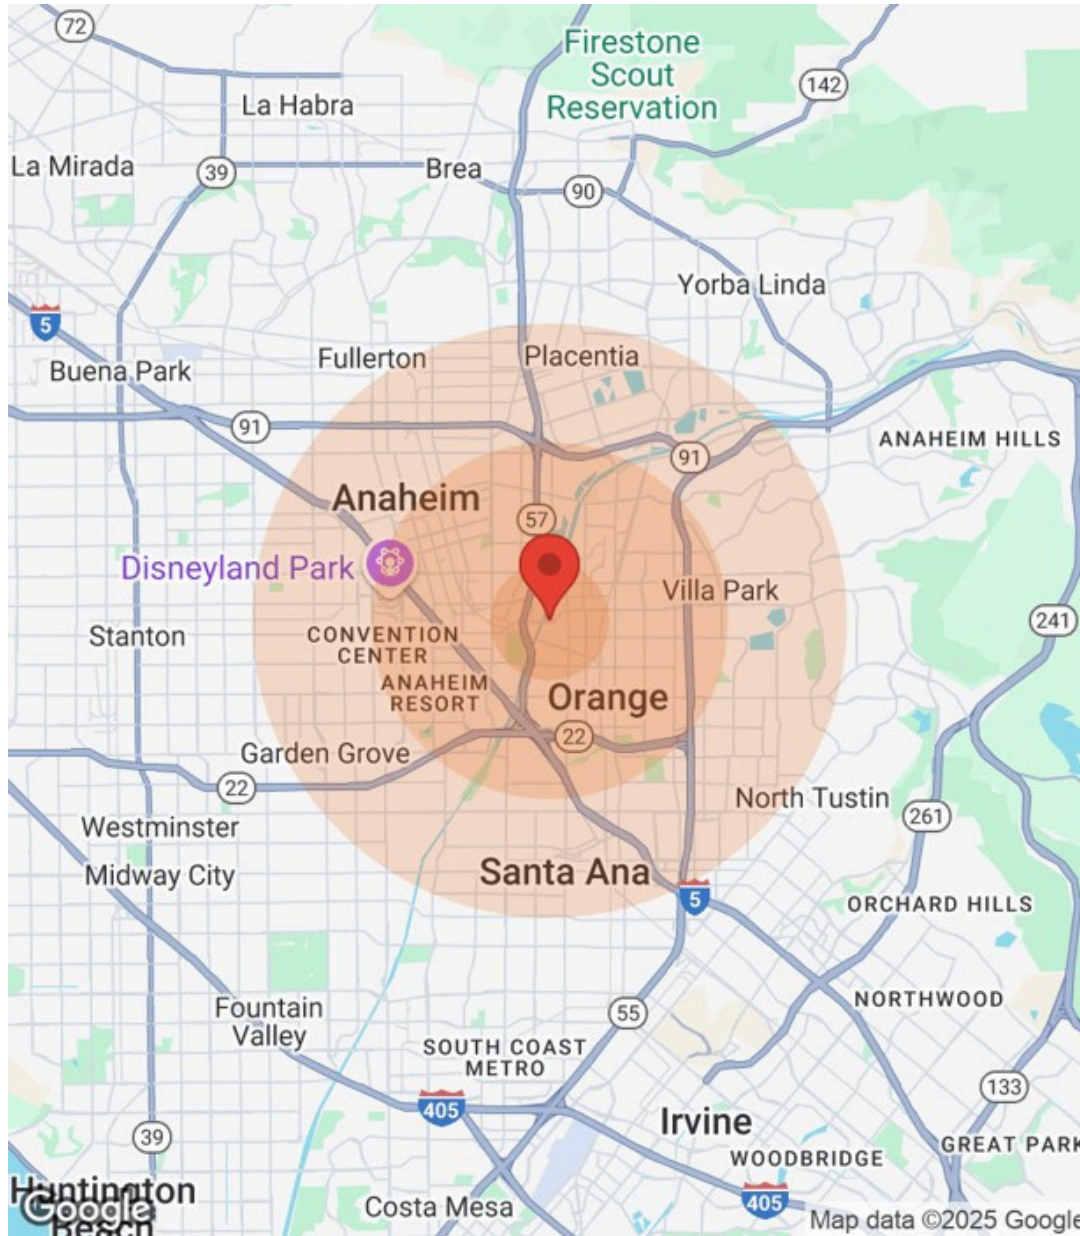 72
Firestone
Scout
Reservation
142
La Habra
La Mirada
39
Brea
90
Yorba Linda
5
Fullerton
Placentia
Buena Park
91
ANAHEIM HILLS
91
Anaheim
57
Disneyland Park
Villa Park
241
Stanton
CONVENTION
CENTER
ANAHEIM
RESORT
Orange
22
Garden Grove
22
North Tustin
261
Westminster
Midway City
Santa Ana
5
ORCHARD HILLS
Fountain
Valley
NORTHWOOD
55
SOUTH COAST
METRO
133
405
Irvine
39
GREAT PARK
WOODBRIDGE
Huntington
Beach
Google
Costa Mesa
405
Map data ©2025 Google